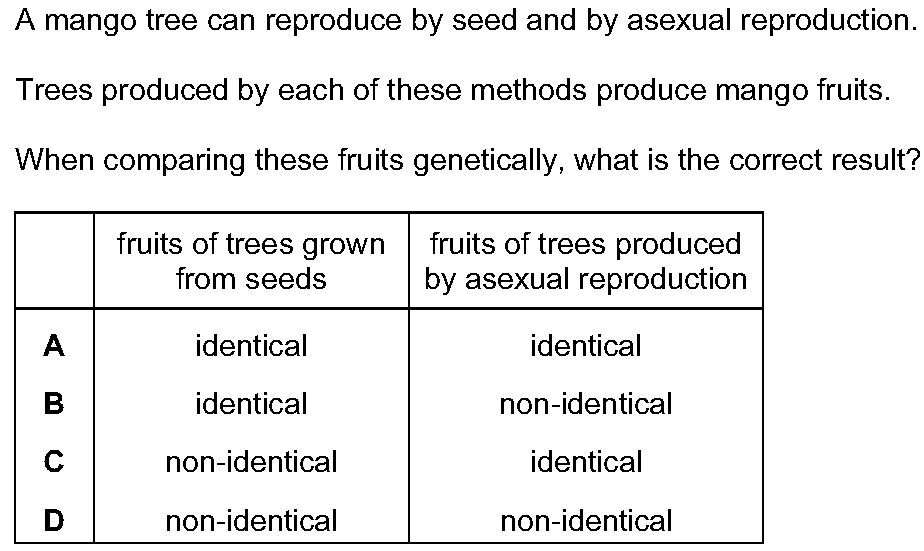 A mango tree can reproduce by seed and by asexual reproduction.
Trees produced by each of these methods produce mango fruits.
When comparing these fruits genetically, what is the correct result?
fruits of trees grown from seeds | fruits of trees produced by asexual reproduction
A identical identical
B identical non-identical
C non-identical identical
D non-identical non-identical